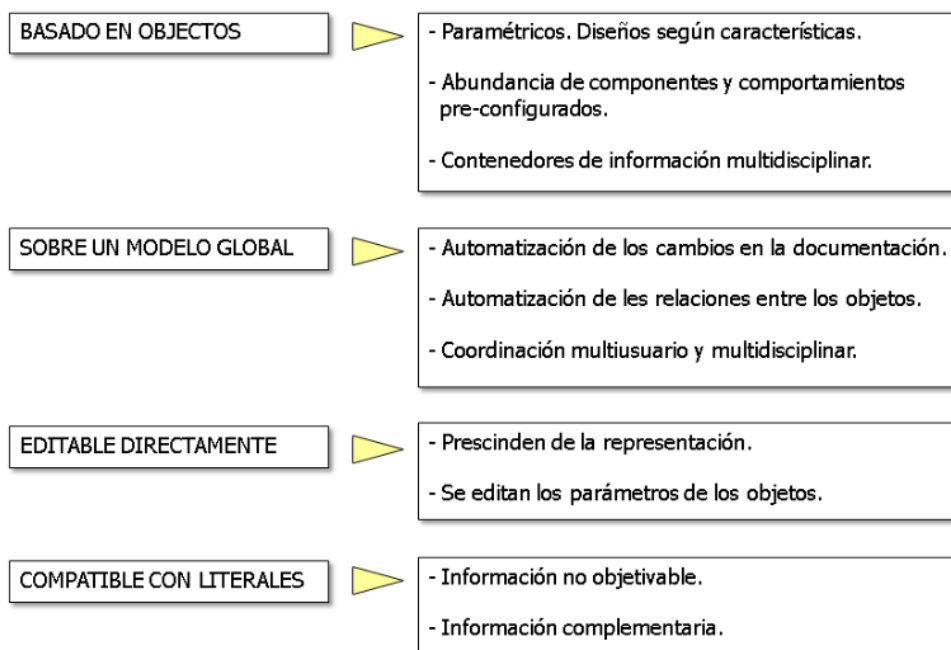 BASADO EN OBJECTOS
- Paramétricos. Diseños según características.
- Abundancia de componentes y comportamientos
pre-configurados.
- Contenedores de información multidisciplinar.
SOBRE UN MODELO GLOBAL
- Automatización de los cambios en la documentación.
- Automatización de les relaciones entre los objetos.
- Coordinación multiusuario y multidisciplinar.
EDITABLE DIRECTAMENTE
- Prescinden de la representación.
- Se editan los parámetros de los objetos.
COMPATIBLE CON LITERALES
- Información no objetivable.
- Información complementaria.